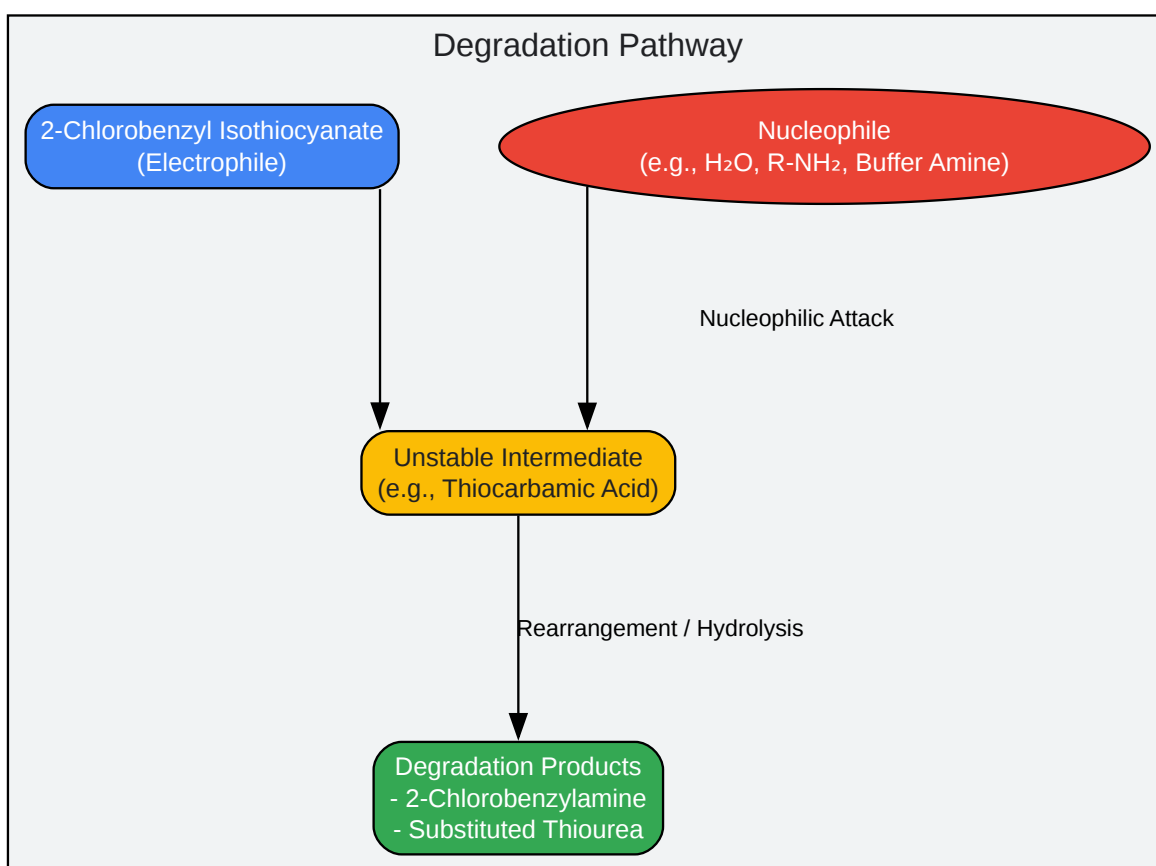 Degradation Pathway
2-Chlorobenzyl Isothiocyanate
(Electrophile)
Nucleophile
(e.g., H₂O, R-NH₂, Buffer Amine)
Nucleophilic Attack
Unstable Intermediate
(e.g., Thiocarbamic Acid)
Rearrangement / Hydrolysis
Degradation Products
- 2-Chlorobenzylamine
- Substituted Thiourea